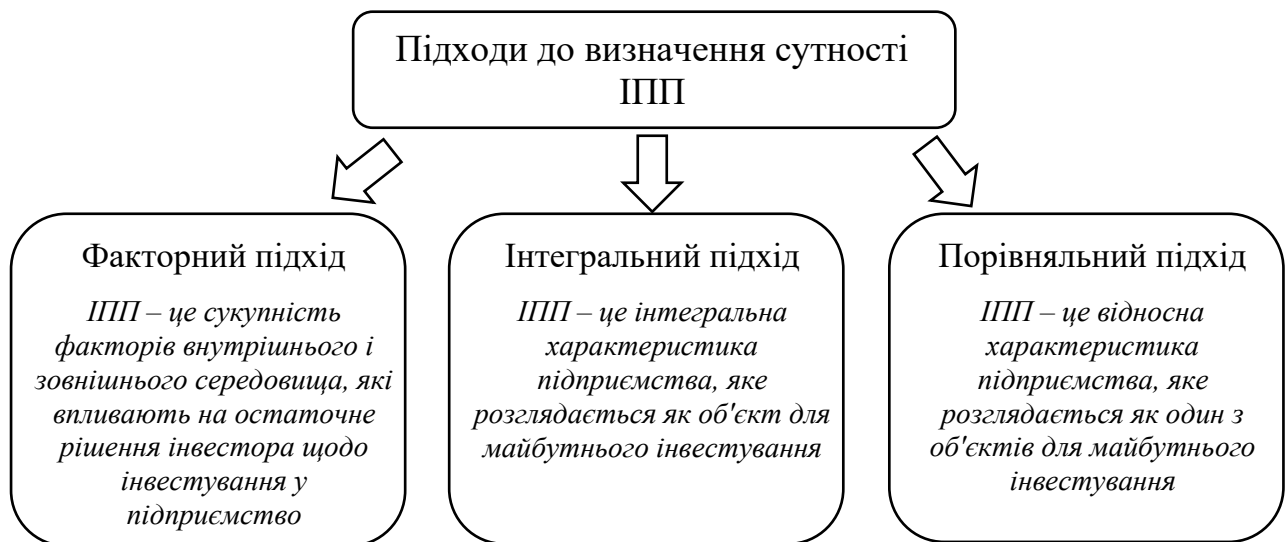 Підходи до визначення сутності
ІПП
Факторний підхід
ІПП – це сукупність
факторів внутрішнього і
зовнішнього середовища, які
впливають на остаточне
рішення інвестора щодо
інвестування у
підприємство
Інтегральний підхід
ІПП – це інтегральна
характеристика
підприємства, яке
розглядається як об'єкт для
майбутнього інвестування
Порівняльний підхід
ІПП – це відносна
характеристика
підприємства, яке
розглядається як один з
об'єктів для майбутнього
інвестування